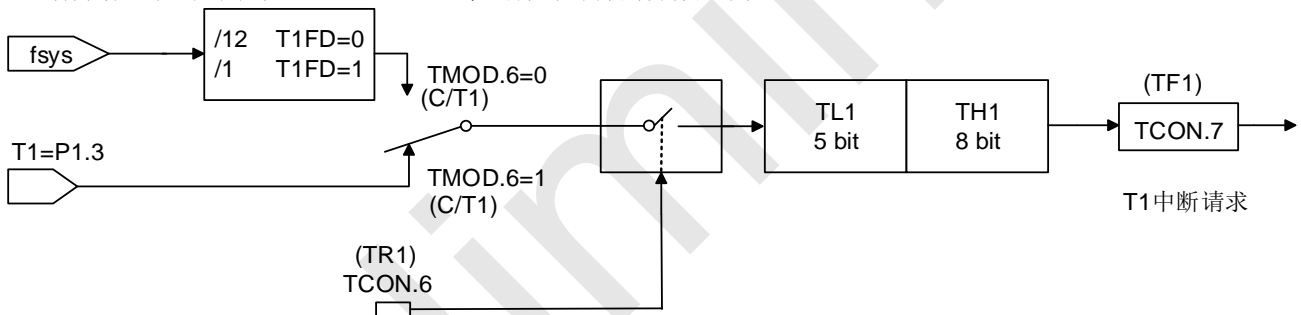 fsys
/12 T1FD=0
/1 T1FD=1
TMOD.6=0
(C/T1)
T1=P1.3
TMOD.6=1
(C/T1)
TL1
5 bit
TH1
8 bit
(TF1)
TCON.7
T1中断请求
(TR1)
TCON.6